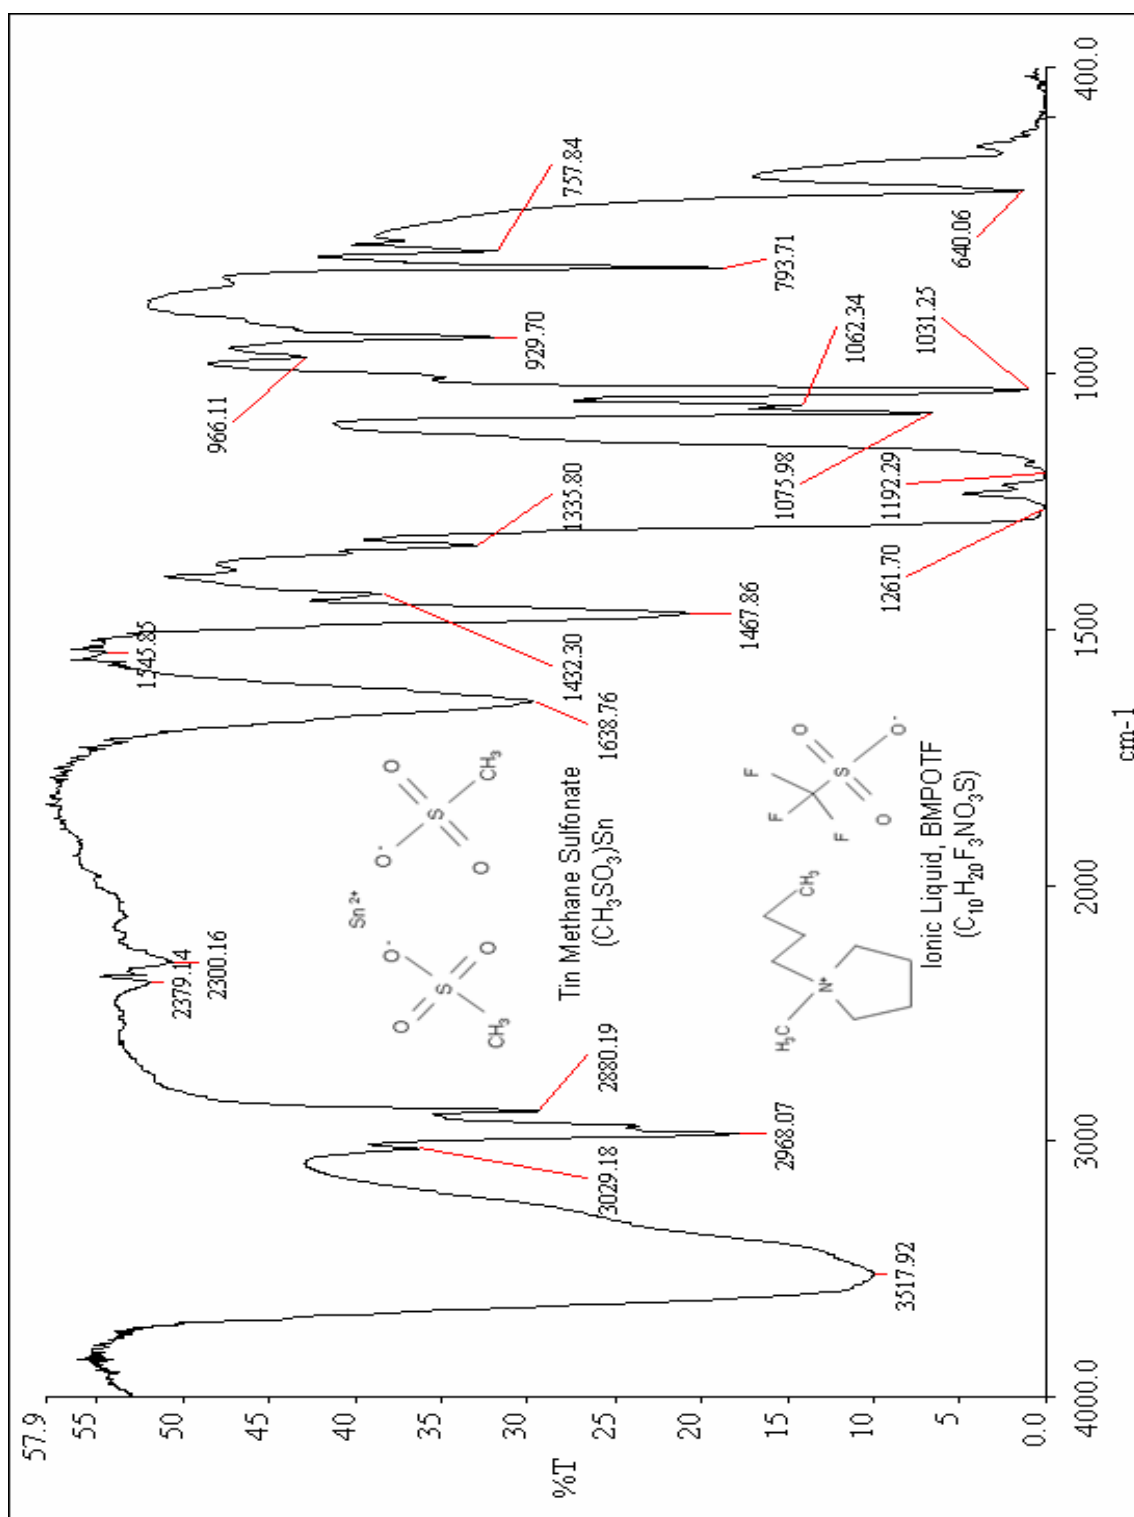 57.9
55
50
45
40
35
30
25
20
15
10
5
0.0
%T
3517.92
3029.18
2968.07
2880.19
2379.14
2300.16
1638.76
1545.85
1467.86
1432.30
1335.80
1261.70
1192.29
1075.98
1062.34
1031.25
966.11
929.70
793.71
757.84
640.06
Sn²⁺
O⁻
O
S
O
CH₃
O⁻
O
S
O
CH₃
Tin Methane Sulfonate
(CH₃SO₃)Sn
H₃C
N⁺
CH₃
F
F
F
O
S
O
O⁻
Ionic Liquid, BMPOTF
(C₁₀H₂₀F₃NO₃S)
4000.0
3000
2000
1500
1000
400.0
cm-1